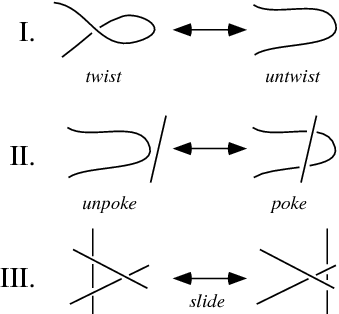 I.
twist untwist
II.
unpoke poke
III.
slide